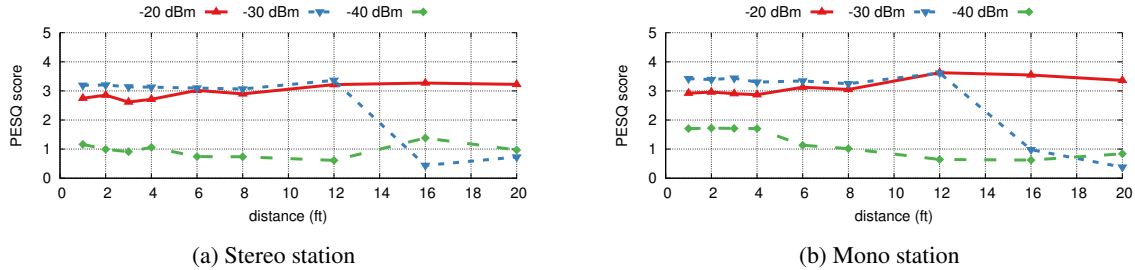 -20 dBm -30 dBm -40 dBm
5
4
3
2
1
0
PESQ score
0 2 4 6 8 10 12 14 16 18 20
distance (ft)
(a) Stereo station
-20 dBm -30 dBm -40 dBm
5
4
3
2
1
0
PESQ score
0 2 4 6 8 10 12 14 16 18 20
distance (ft)
(b) Mono station